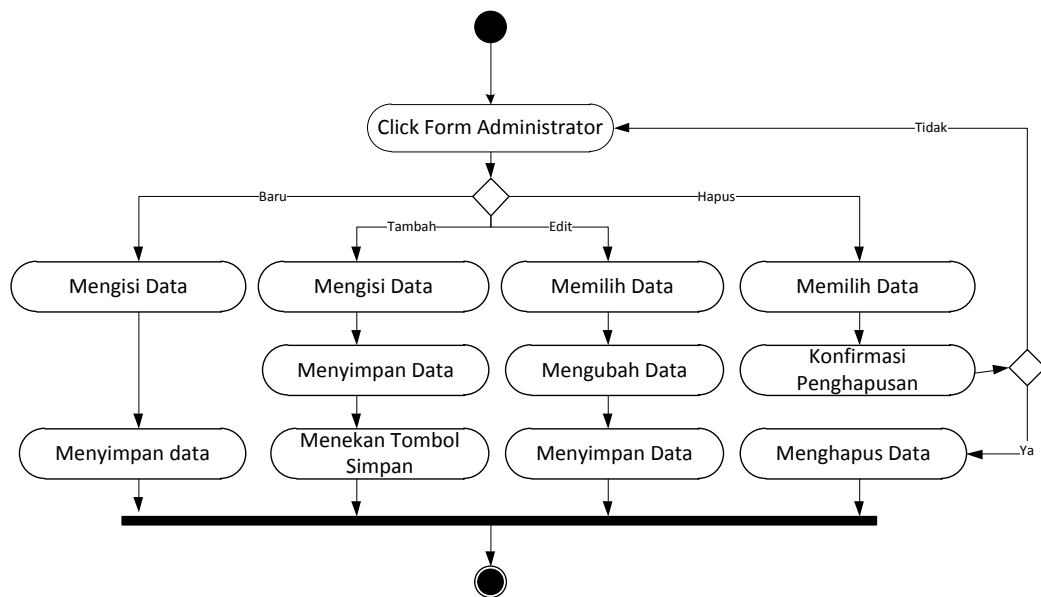 Click Form Administrator
Tidak
Baru
Hapus
Tambah
Edit
Mengisi Data
Mengisi Data
Memilih Data
Memilih Data
Menyimpan Data
Mengubah Data
Konfirmasi
Penghapusan
Menyimpan data
Menekan Tombol
Simpan
Menyimpan Data
Menghapus Data
Ya